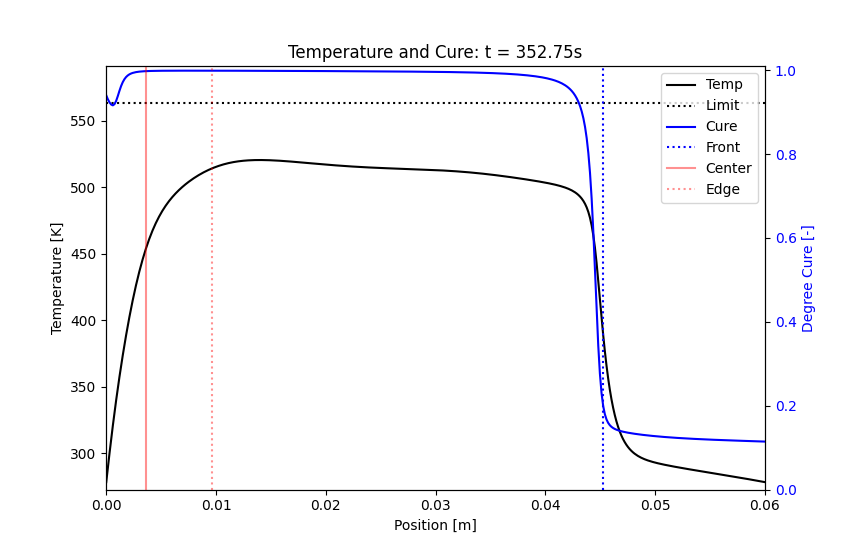 Temperature and Cure: t = 352.75s
Temp
Limit
Cure
Front
Center
Edge
Temperature [K]
550
500
450
400
350
300
Degree Cure [-]
1.0
0.8
0.6
0.4
0.2
0.0
0.00 0.01 0.02 0.03 0.04 0.05 0.06
Position [m]